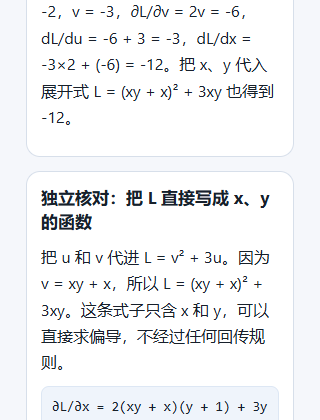 -2，v = -3，∂L/∂v = 2v = -6，
dL/du = -6 + 3 = -3，dL/dx =
-3×2 + (-6) = -12。把 x、y 代入
展开式 L = (xy + x)² + 3xy 也得到
-12。
独立核对：把 L 直接写成 x、y
的函数
把 u 和 v 代进 L = v² + 3u。因为
v = xy + x，所以 L = (xy + x)² +
3xy。这条式子只含 x 和 y，可以
直接求偏导，不经过任何回传规
则。
∂L/∂x = 2(xy + x)(y + 1) + 3y